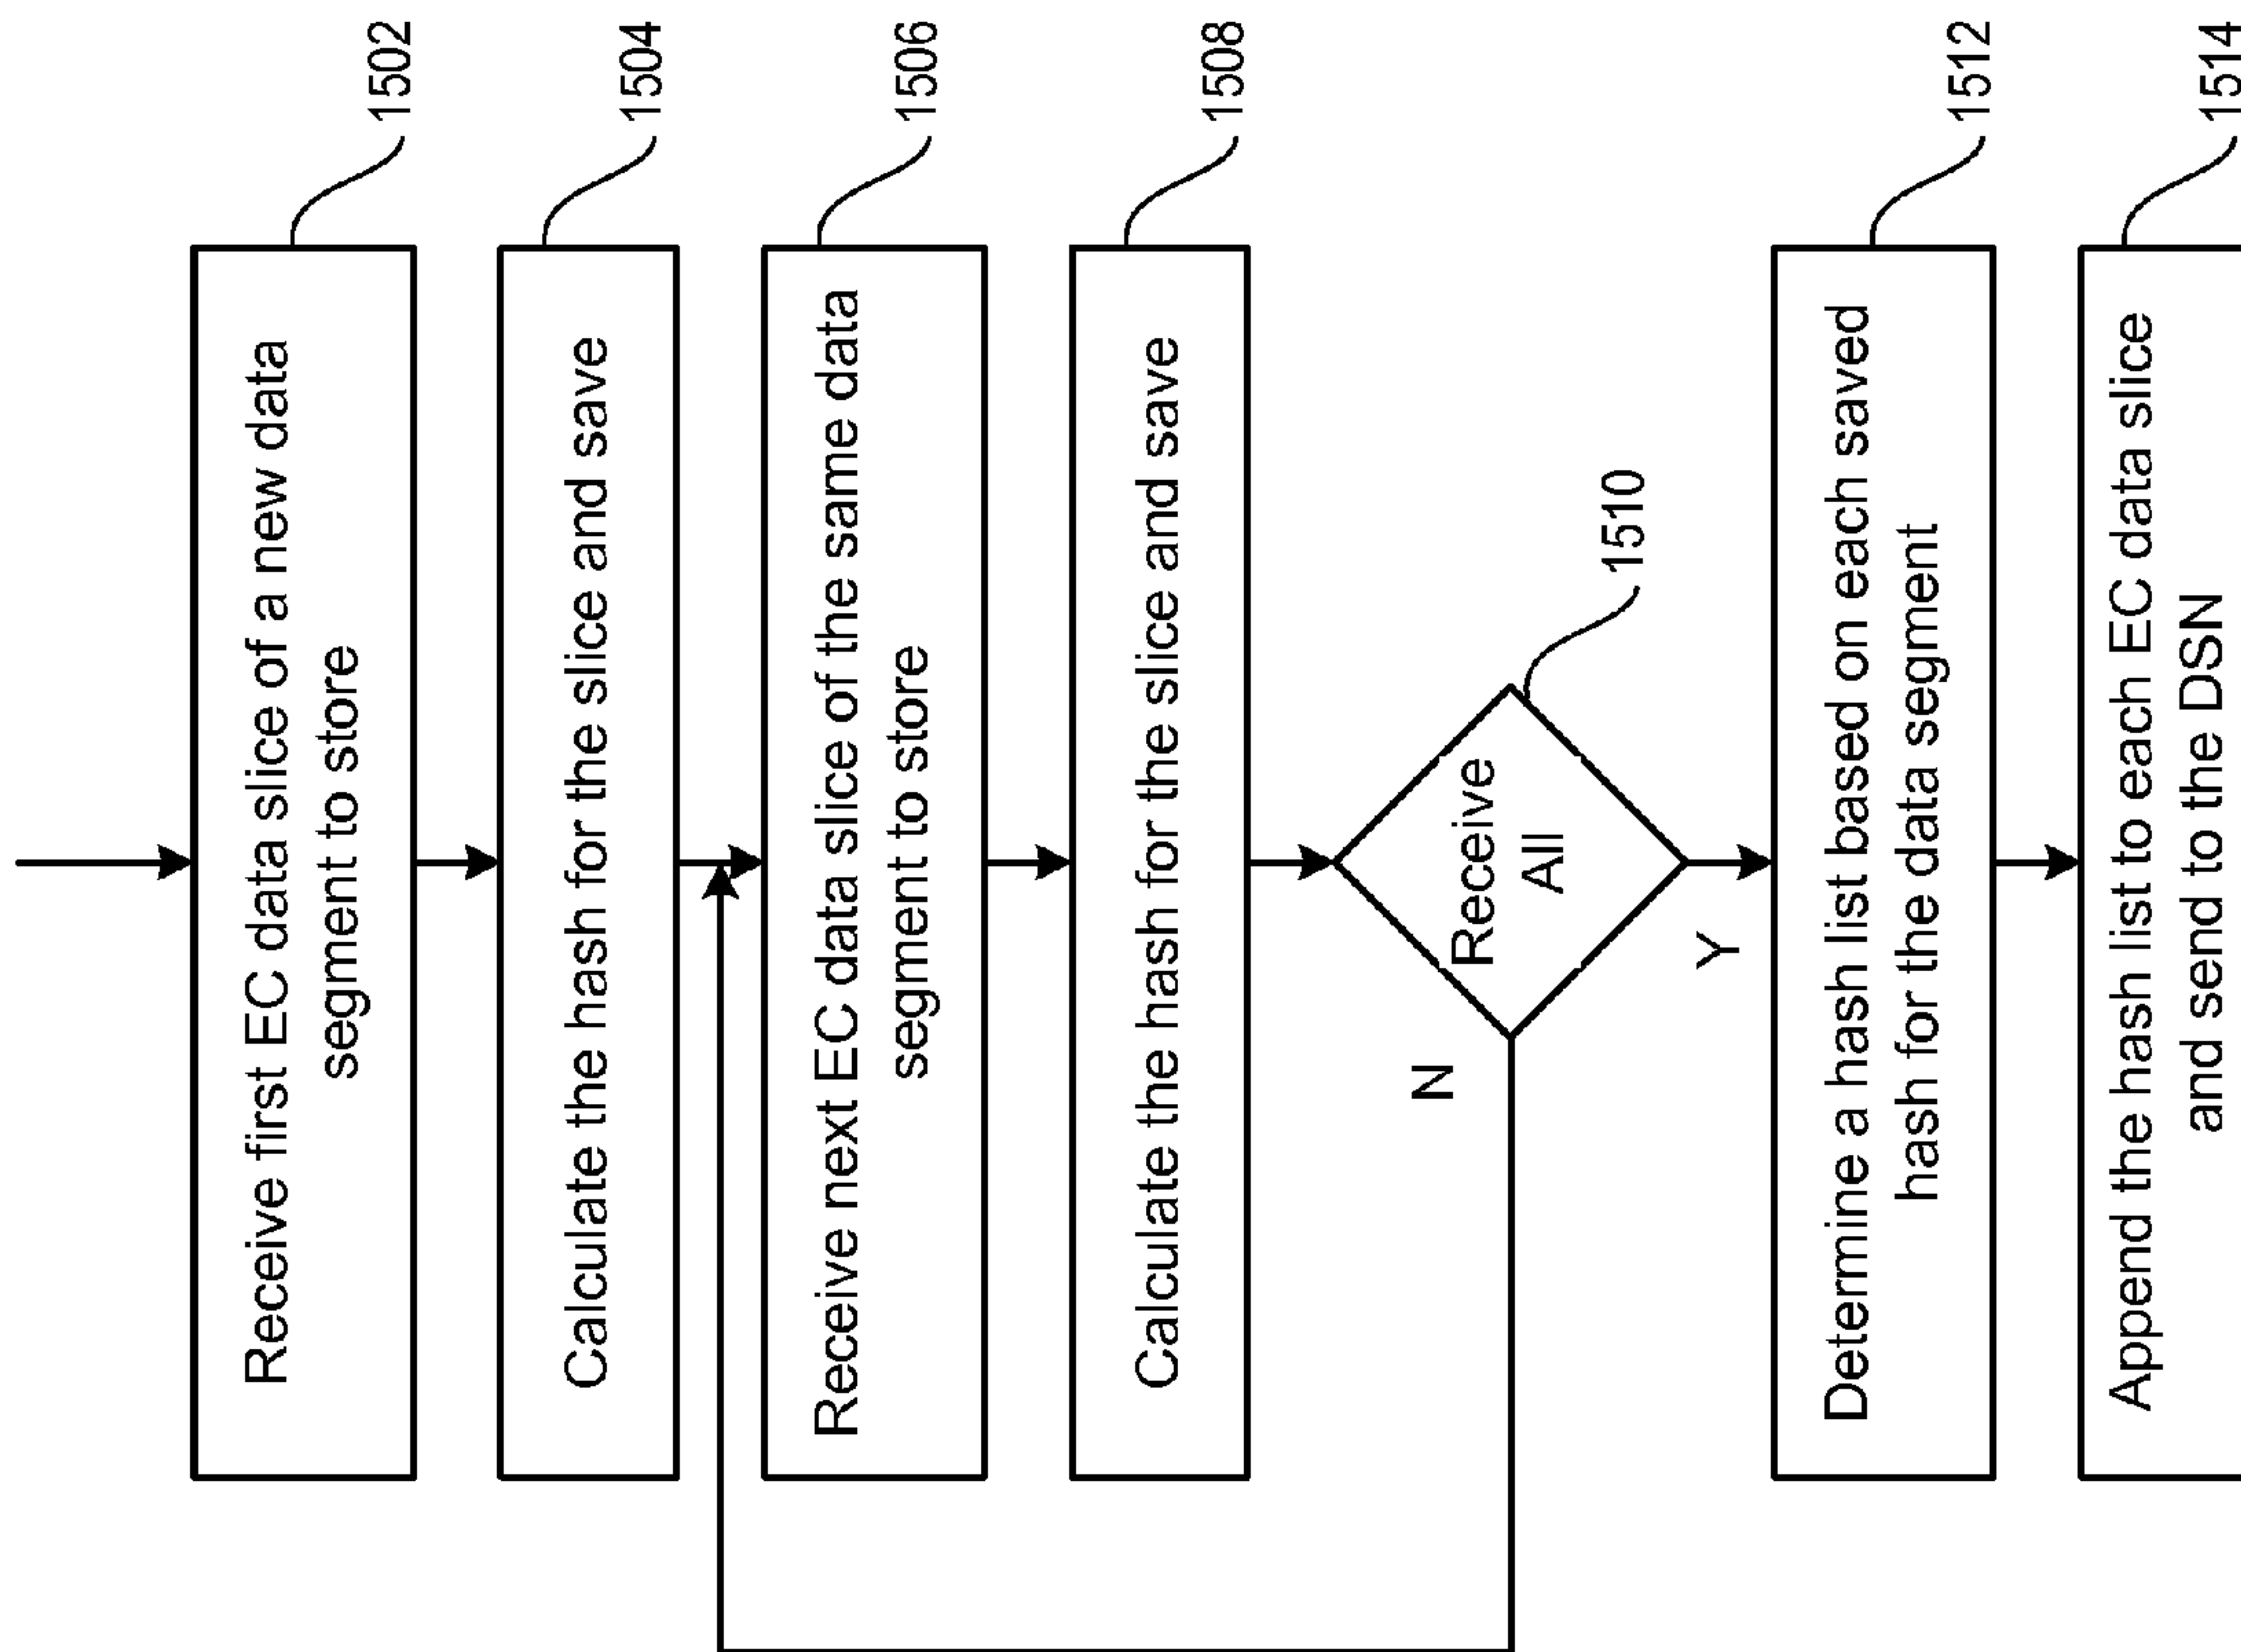 1502
Receive first EC data slice of a new data
segment to store
1504
Calculate the hash for the slice and save
1506
Receive next EC data slice of the same data
segment to store
1508
Calculate the hash for the slice and save
1510
Receive
All
N
Y
1512
Determine a hash list based on each saved
hash for the data segment
1514
Append the hash list to each EC data slice
and send to the DSN